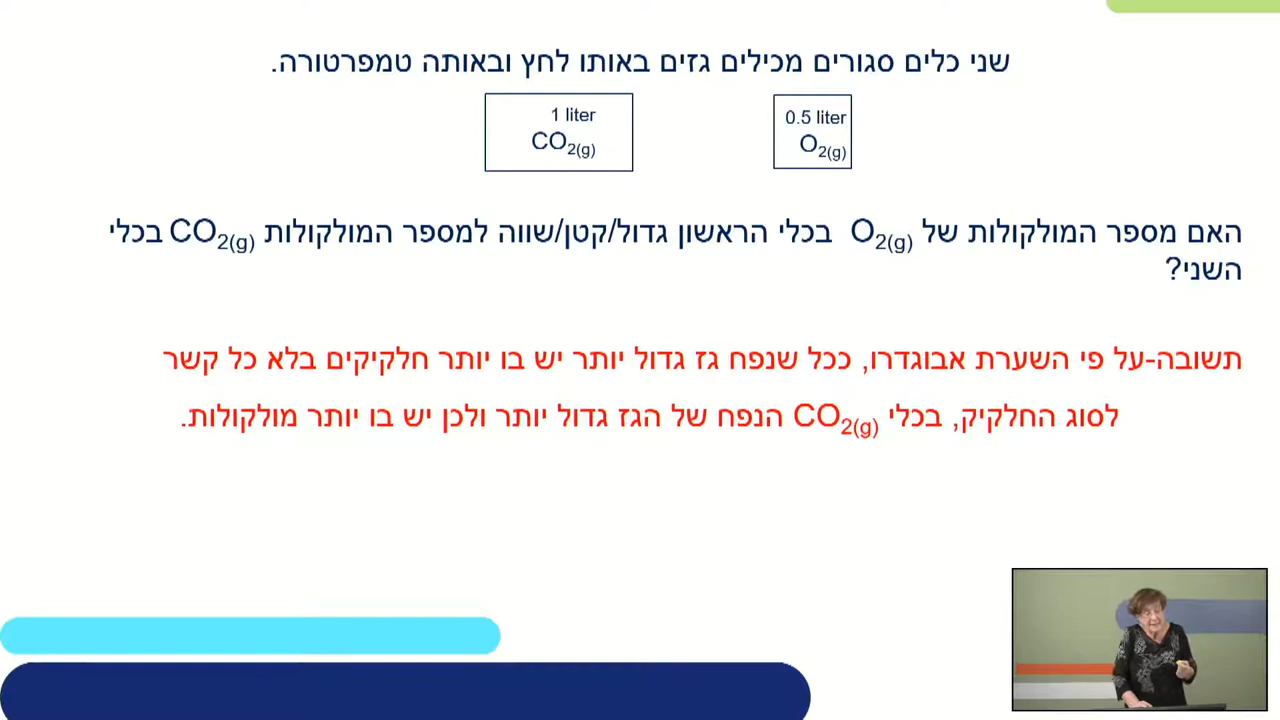 שני כלים סגורים מכילים גזים באותו לחץ ובאותה טמפרטורה.
0.5 liter
O2(g)
1 liter
CO2(g)
האם מספר המולקולות של O2(g) בכלי הראשון גדול/קטן/שווה למספר המולקולות CO2(g) בכלי
השני?
תשובה-על פי השערת אבוגדרו, ככל שנפח גז גדול יותר יש בו יותר חלקיקים בלא כל קשר
לסוג החלקיק, בכלי CO2(g) הנפח של הגז גדול יותר ולכן יש בו יותר מולקולות.